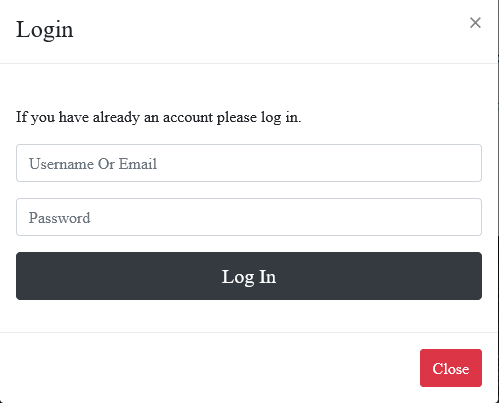 Login
×
If you have already an account please log in.
Username Or Email
Password
Log In
Close